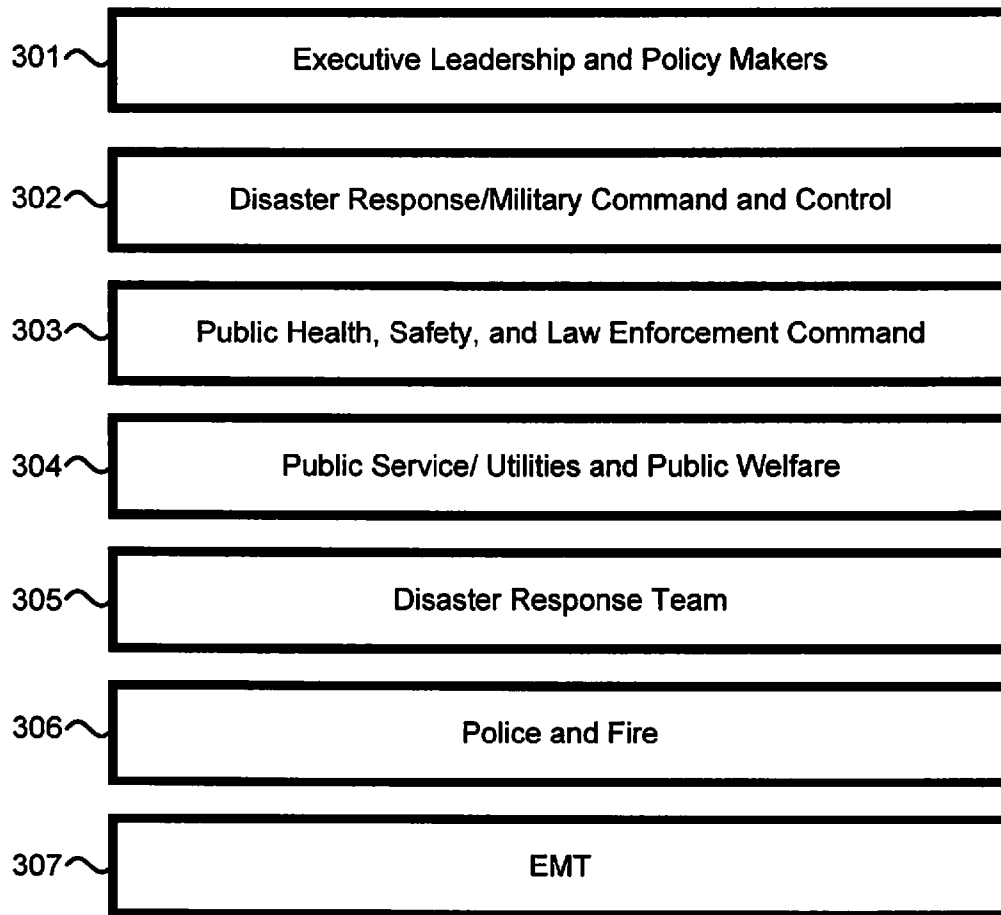 301 Executive Leadership and Policy Makers
302 Disaster Response/Military Command and Control
303 Public Health, Safety, and Law Enforcement Command
304 Public Service/ Utilities and Public Welfare
305 Disaster Response Team
306 Police and Fire
307 EMT